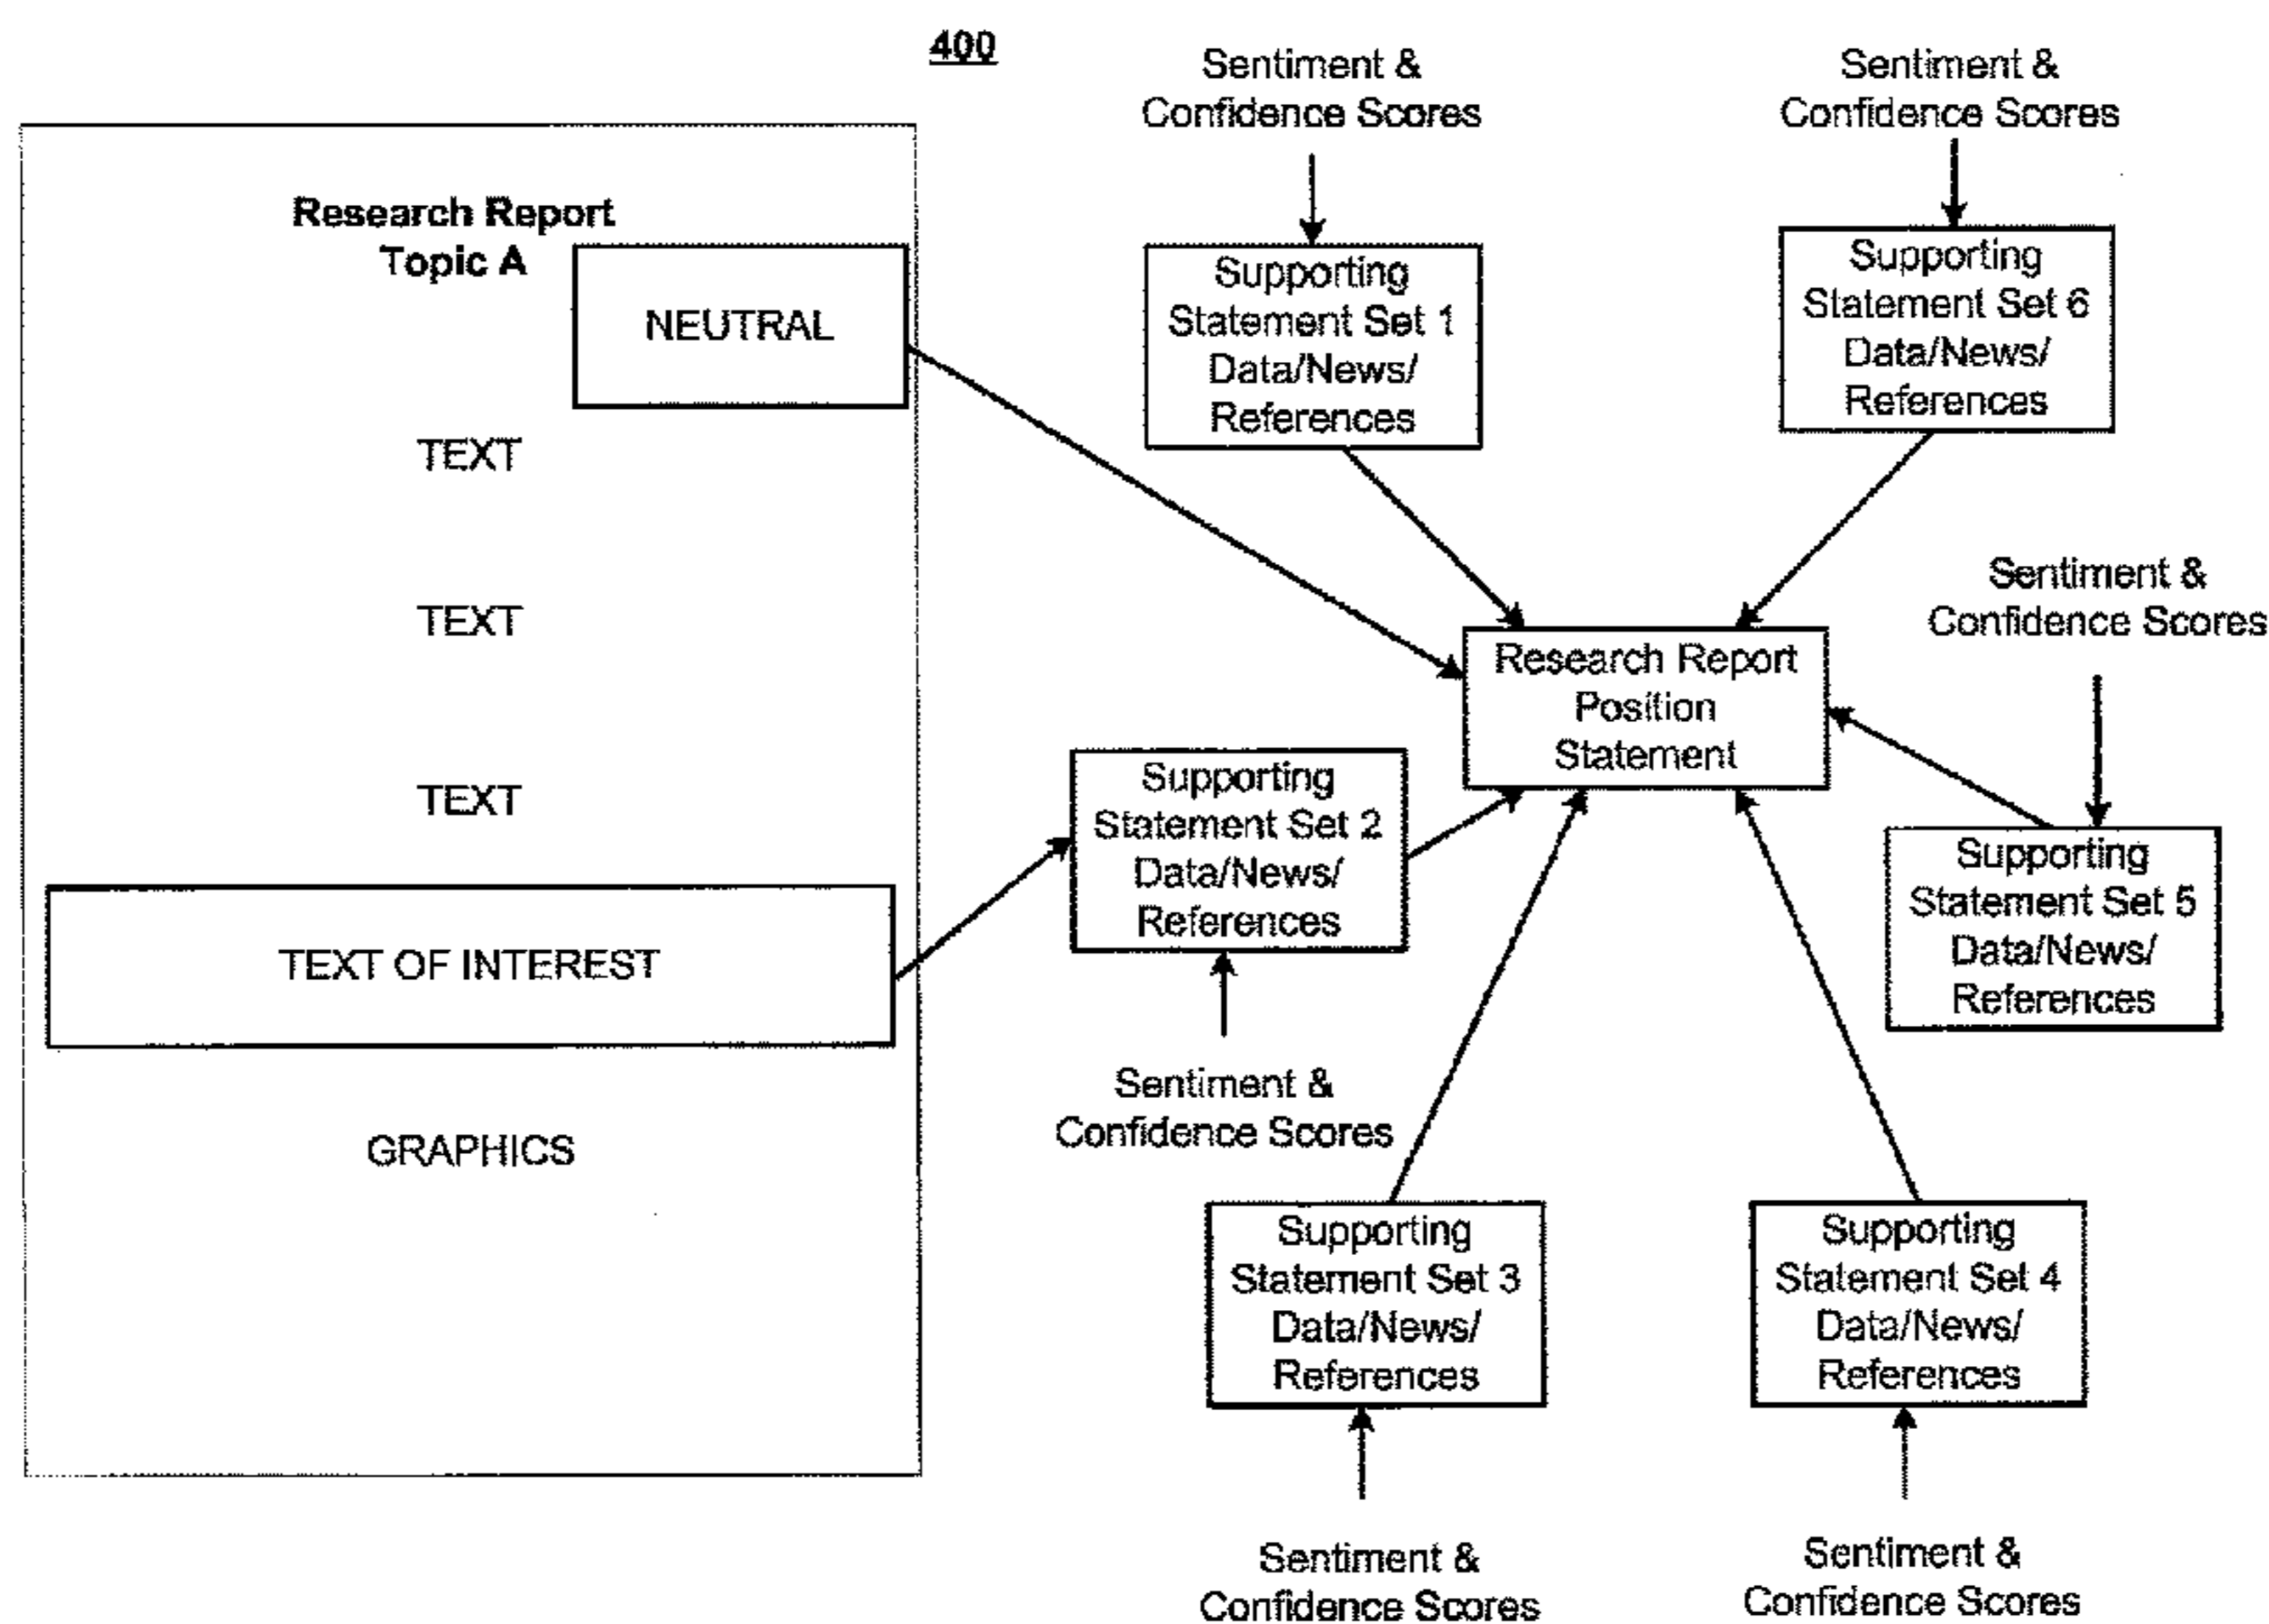 400
Research Report
Topic A
NEUTRAL
TEXT
TEXT
TEXT
TEXT OF INTEREST
GRAPHICS
Sentiment &
Confidence Scores
Supporting
Statement Set 1
Data/News/
References
Sentiment &
Confidence Scores
Supporting
Statement Set 6
Data/News/
References
Research Report
Position
Statement
Sentiment &
Confidence Scores
Supporting
Statement Set 5
Data/News/
References
Supporting
Statement Set 2
Data/News/
References
Sentiment &
Confidence Scores
Supporting
Statement Set 3
Data/News/
References
Sentiment &
Confidence Scores
Supporting
Statement Set 4
Data/News/
References
Sentiment &
Confidence Scores